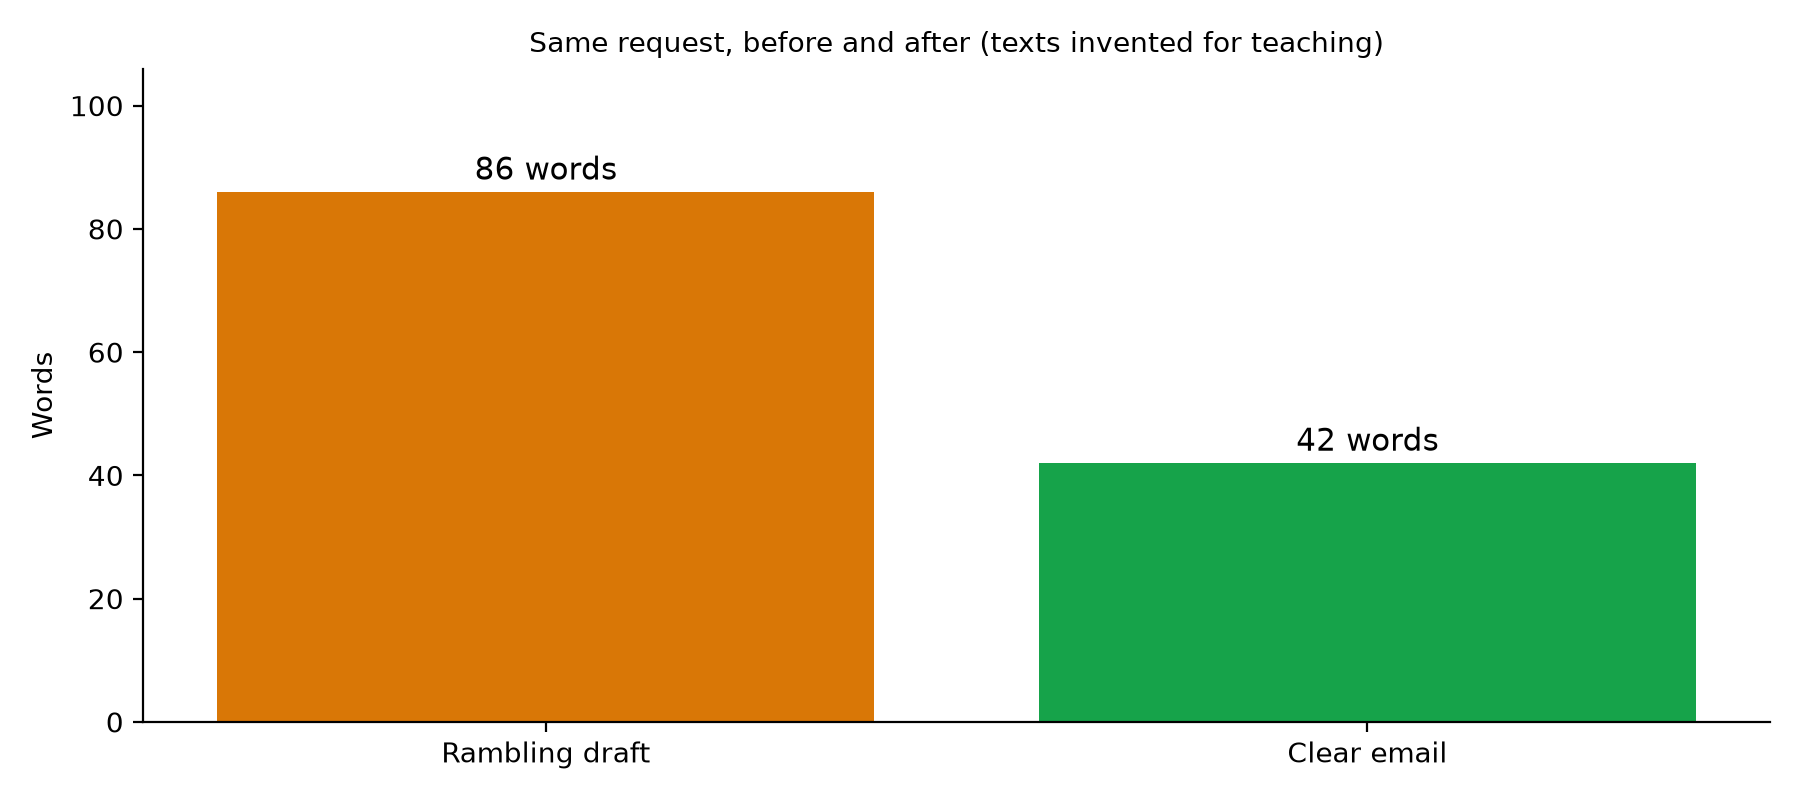 Same request, before and after (texts invented for teaching)
100
80
60
40
20
0
Words
86 words
42 words
Rambling draft
Clear email